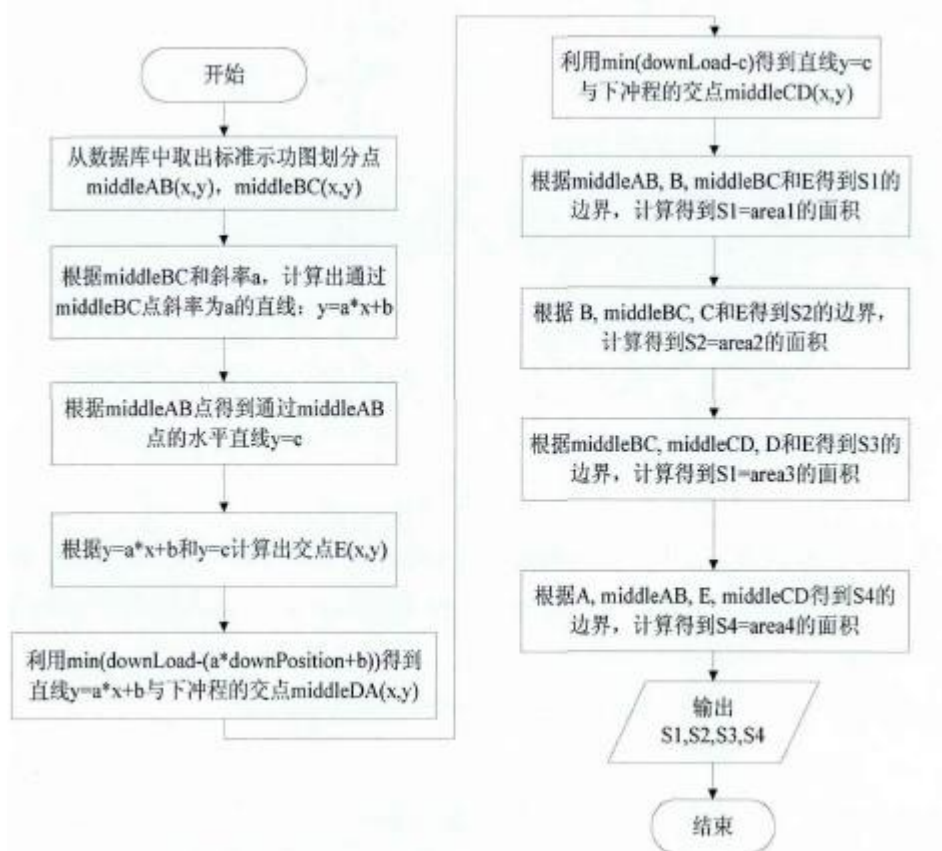 开始
从数据库中取出标准示功图划分点
middleAB(x,y)，middleBC(x,y)
根据middleBC和斜率a，计算出通过
middleBC点斜率为a的直线：y=a*x+b
根据middleAB点得到通过middleAB
点的水平直线y=c
根据y=a*x+b和y=c计算出交点E(x,y)
利用min(downLoad-(a*downPosition+b))得到
直线y=a*x+b与下冲程的交点middleDA(x,y)
利用min(downLoad-c)得到直线y=c
与下冲程的交点middleCD(x,y)
根据middleAB, B, middleBC和E得到S1的
边界，计算得到S1=area1的面积
根据 B, middleBC, C和E得到S2的边界，
计算得到S2=area2的面积
根据middleBC, middleCD, D和E得到S3的
边界，计算得到S1=area3的面积
根据A, middleAB, E, middleCD得到S4的
边界，计算得到S4=area4的面积
输出
S1,S2,S3,S4
结束